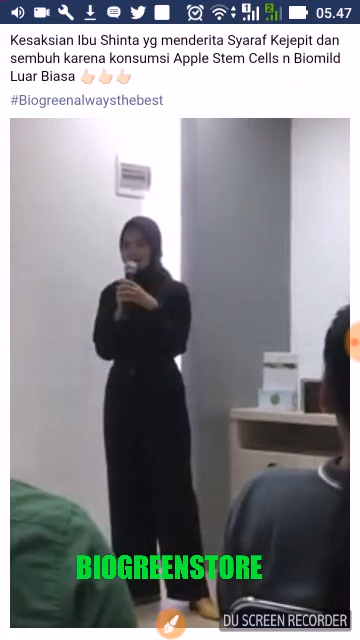 05.47
Kesaksian Ibu Shinta yg menderita Syaraf Kejepit dan
sembuh karena konsumsi Apple Stem Cells n Biomild
Luar Biasa 👆🏻👆🏻👆🏻
#Biogreenalwaysthebest
BIOGREENSTORE
DU SCREEN RECORDER